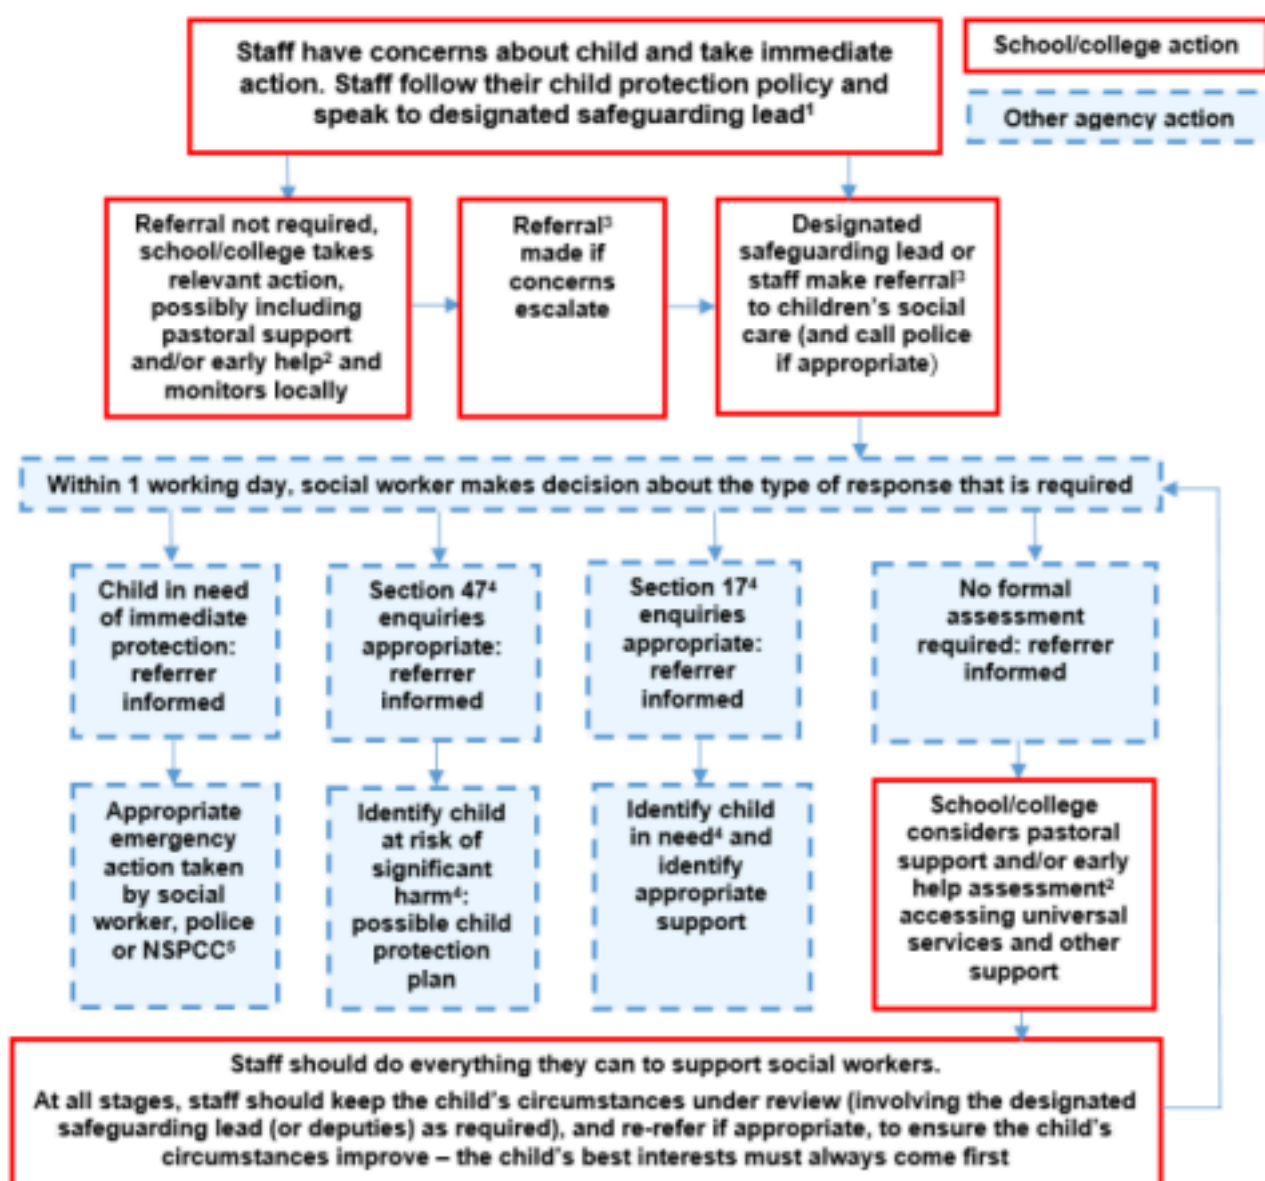 Staff have concerns about child and take immediate
action. Staff follow their child protection policy and
speak to designated safeguarding lead¹
School/college action
Other agency action
Referral not required,
school/college takes
relevant action,
possibly including
pastoral support
and/or early help² and
monitors locally
Referral³
made if
concerns
escalate
Designated
safeguarding lead or
staff make referral³
to children's social
care (and call police
if appropriate)
Within 1 working day, social worker makes decision about the type of response that is required
Child in need
of immediate
protection:
referrer
informed
Section 47⁴
enquiries
appropriate:
referrer
informed
Section 17⁴
enquiries
appropriate:
referrer
informed
No formal
assessment
required: referrer
informed
Appropriate
emergency
action taken
by social
worker, police
or NSPCC⁵
Identify child
at risk of
significant
harm⁴:
possible child
protection
plan
Identify child
in need⁴ and
identify
appropriate
support
School/college
considers pastoral
support and/or early
help assessment²
accessing universal
services and other
support
Staff should do everything they can to support social workers.
At all stages, staff should keep the child's circumstances under review (involving the designated
safeguarding lead (or deputies) as required), and re-refer if appropriate, to ensure the child's
circumstances improve – the child's best interests must always come first